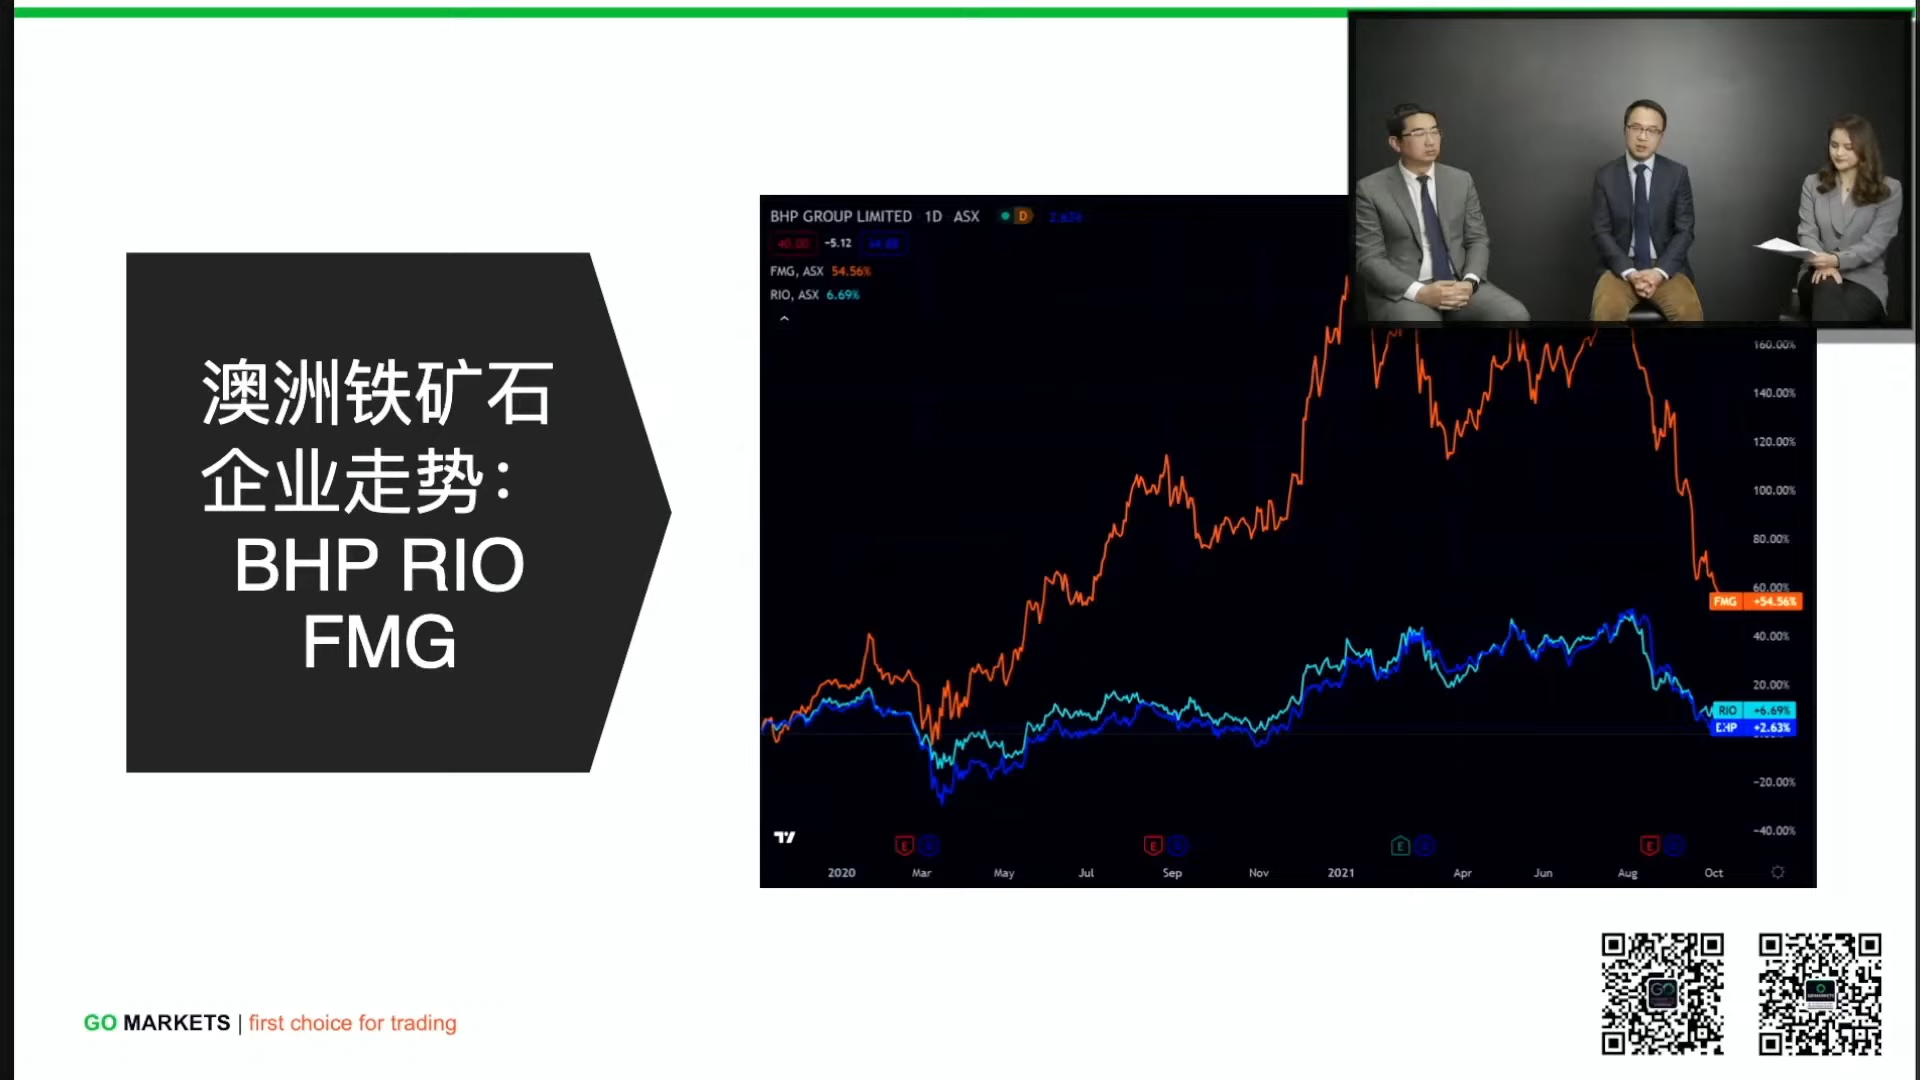 澳洲铁矿石
企业走势：
BHP RIO
FMG
BHP GROUP LIMITED 1D ASX D
-5.12
FMG, ASX 54.56%
RIO, ASX 6.69%
160.00%
140.00%
120.00%
100.00%
80.00%
60.00%
FMG +54.56%
40.00%
20.00%
RIO +6.69%
BHP +2.63%
-20.00%
-40.00%
E E E E
2020 Mar May Jul Sep Nov 2021 Apr Jun Aug Oct
GO MARKETS | first choice for trading
GO